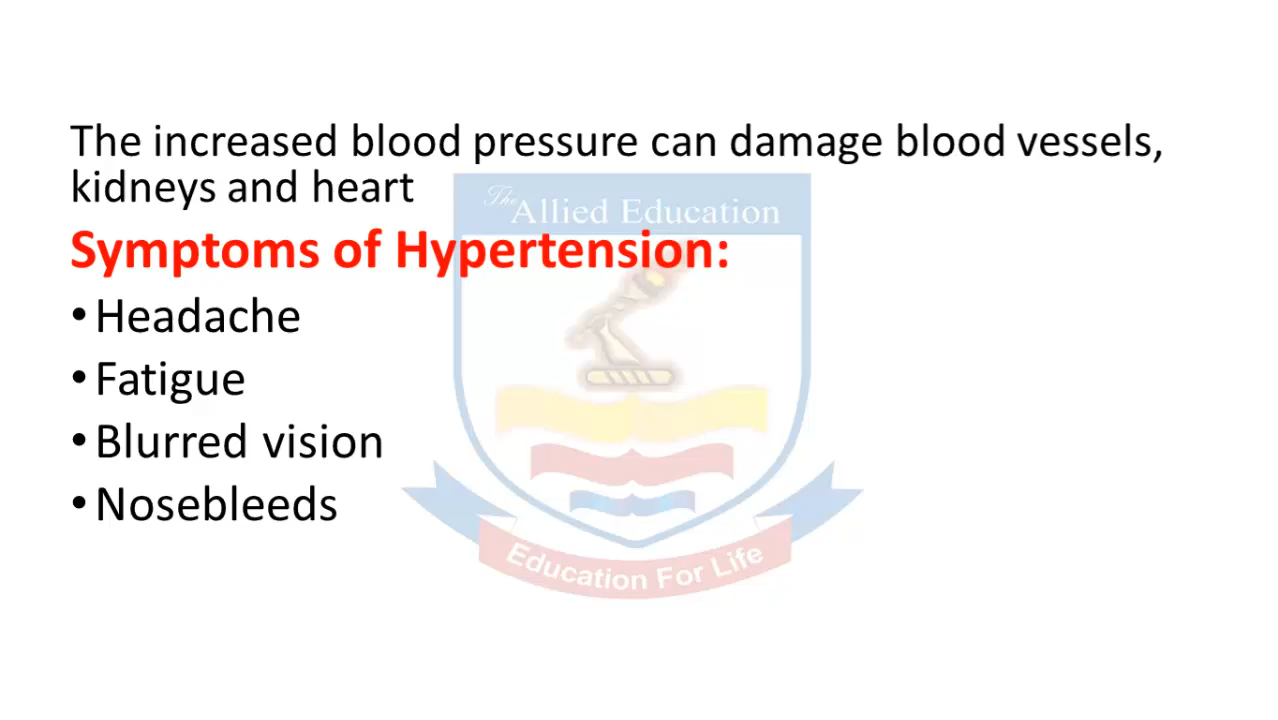 The increased blood pressure can damage blood vessels,
kidneys and heart
The Allied Education
Symptoms of Hypertension:
•Headache
•Fatigue
•Blurred vision
•Nosebleeds
Education For Life